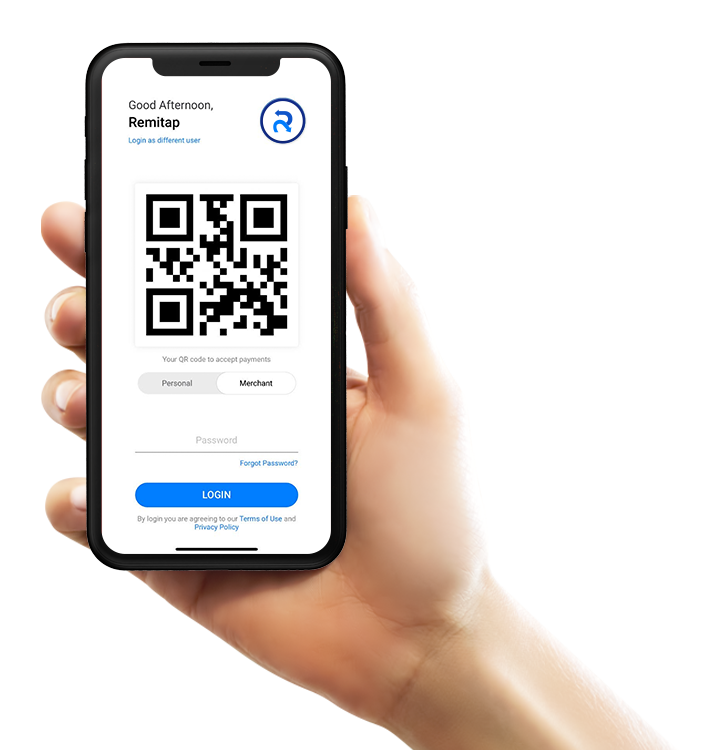 Good Afternoon,
Remitap
Login as different user
Your QR code to accept payments
Personal
Merchant
Password
Forgot Password?
LOGIN
By login you are agreeing to our Terms of Use and
Privacy Policy